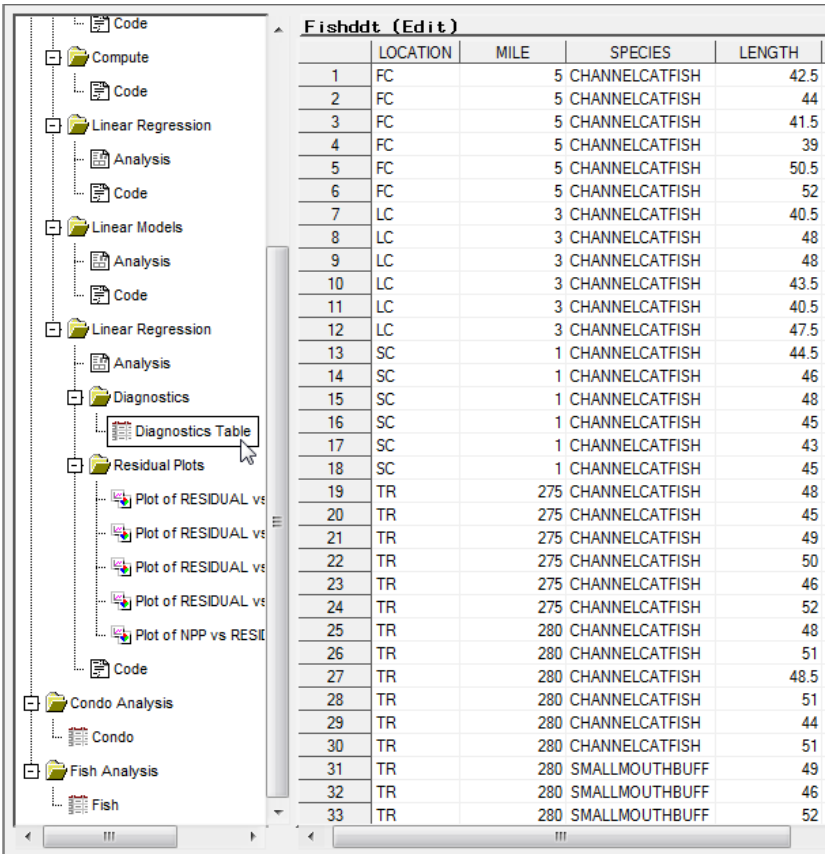 Code
Compute
Code
Linear Regression
Analysis
Code
Linear Models
Analysis
Code
Linear Regression
Analysis
Diagnostics
Diagnostics Table
Residual Plots
Plot of RESIDUAL vs
Plot of RESIDUAL vs
Plot of RESIDUAL vs
Plot of RESIDUAL vs
Plot of NPP vs RESID
Code
Condo Analysis
Condo
Fish Analysis
Fish
Fishddt (Edit)
LOCATION MILE SPECIES LENGTH
1 FC 5 CHANNELCATFISH 42.5
2 FC 5 CHANNELCATFISH 44
3 FC 5 CHANNELCATFISH 41.5
4 FC 5 CHANNELCATFISH 39
5 FC 5 CHANNELCATFISH 50.5
6 FC 5 CHANNELCATFISH 52
7 LC 3 CHANNELCATFISH 40.5
8 LC 3 CHANNELCATFISH 48
9 LC 3 CHANNELCATFISH 48
10 LC 3 CHANNELCATFISH 43.5
11 LC 3 CHANNELCATFISH 40.5
12 LC 3 CHANNELCATFISH 47.5
13 SC 1 CHANNELCATFISH 44.5
14 SC 1 CHANNELCATFISH 46
15 SC 1 CHANNELCATFISH 48
16 SC 1 CHANNELCATFISH 45
17 SC 1 CHANNELCATFISH 43
18 SC 1 CHANNELCATFISH 45
19 TR 275 CHANNELCATFISH 48
20 TR 275 CHANNELCATFISH 45
21 TR 275 CHANNELCATFISH 49
22 TR 275 CHANNELCATFISH 50
23 TR 275 CHANNELCATFISH 46
24 TR 275 CHANNELCATFISH 52
25 TR 280 CHANNELCATFISH 48
26 TR 280 CHANNELCATFISH 51
27 TR 280 CHANNELCATFISH 48.5
28 TR 280 CHANNELCATFISH 51
29 TR 280 CHANNELCATFISH 44
30 TR 280 CHANNELCATFISH 51
31 TR 280 SMALLMOUTHBUFF 49
32 TR 280 SMALLMOUTHBUFF 46
33 TR 280 SMALLMOUTHBUFF 52